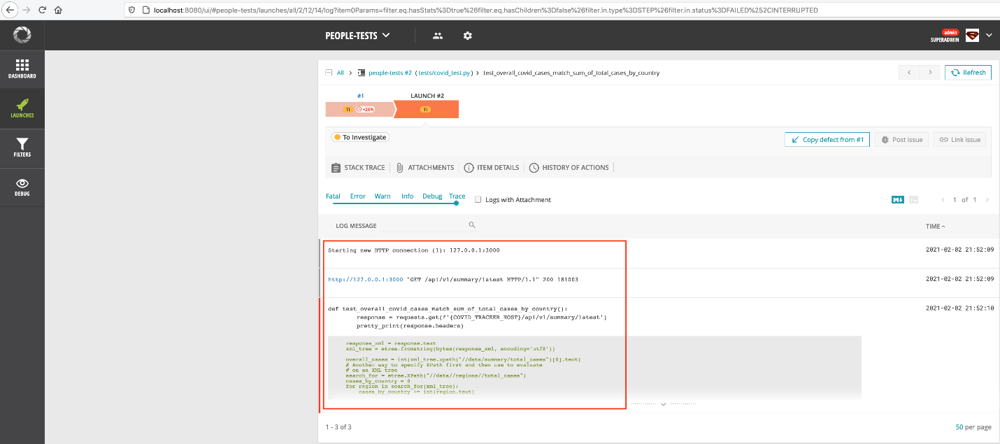 localhost:8080/ui/#people-tests/launches/all/2/12/14/log?item0Params=filter.eq.hasStats%3Dtrue%26filter.eq.hasChildren%3Dfalse%26filter.in.type%3DSTEP%26filter.in.status%3DFAILED%252CINTERRUPTED
PEOPLE-TESTS
admin
SUPERADMIN
DASHBOARD
LAUNCHES
FILTERS
DEBUG
All > people-tests #2 (tests/covid_test.py) > test_overall_covid_cases_match_sum_of_total_cases_by_country
Refresh
#1 LAUNCH #2
TI +26% TI
To Investigate
Copy defect from #1 Post issue Link issue
STACK TRACE ATTACHMENTS ITEM DETAILS HISTORY OF ACTIONS
Fatal Error Warn Info Debug Trace Logs with Attachment
M 1 of 1
LOG MESSAGE TIME
Starting new HTTP connection (1): 127.0.0.1:3000 2021-02-02 21:52:09
http://127.0.0.1:3000 "GET /api/v1/summary/latest HTTP/1.1" 200 181003 2021-02-02 21:52:09
def test_overall_covid_cases_match_sum_of_total_cases_by_country(): 2021-02-02 21:52:10
response = requests.get(f'{COVID_TRACKER_HOST}/api/v1/summary/latest')
pretty_print(response.headers)
response_xml = response.text
xml_tree = etree.fromstring(bytes(response_xml, encoding='utf8'))
overall_cases = int(xml_tree.xpath("//data/summary/total_cases")[0].text)
# Another way to specify XPath first and then use to evaluate
# on an XML tree
search_for = etree.XPath("//data//regions//total_cases")
cases_by_country = 0
for region in search_for(xml_tree):
cases_by_country += int(region.text)
1 - 3 of 3
50 per page